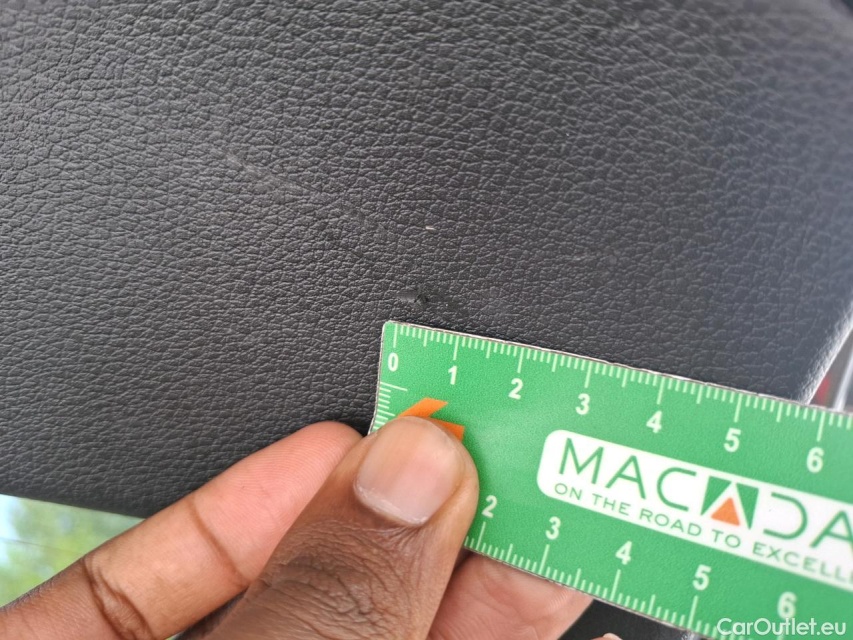 0 1 2 3 4 5 6
MACADA
ON THE ROAD TO EXCELL
2 3 4 5 6
CarOutlet.eu